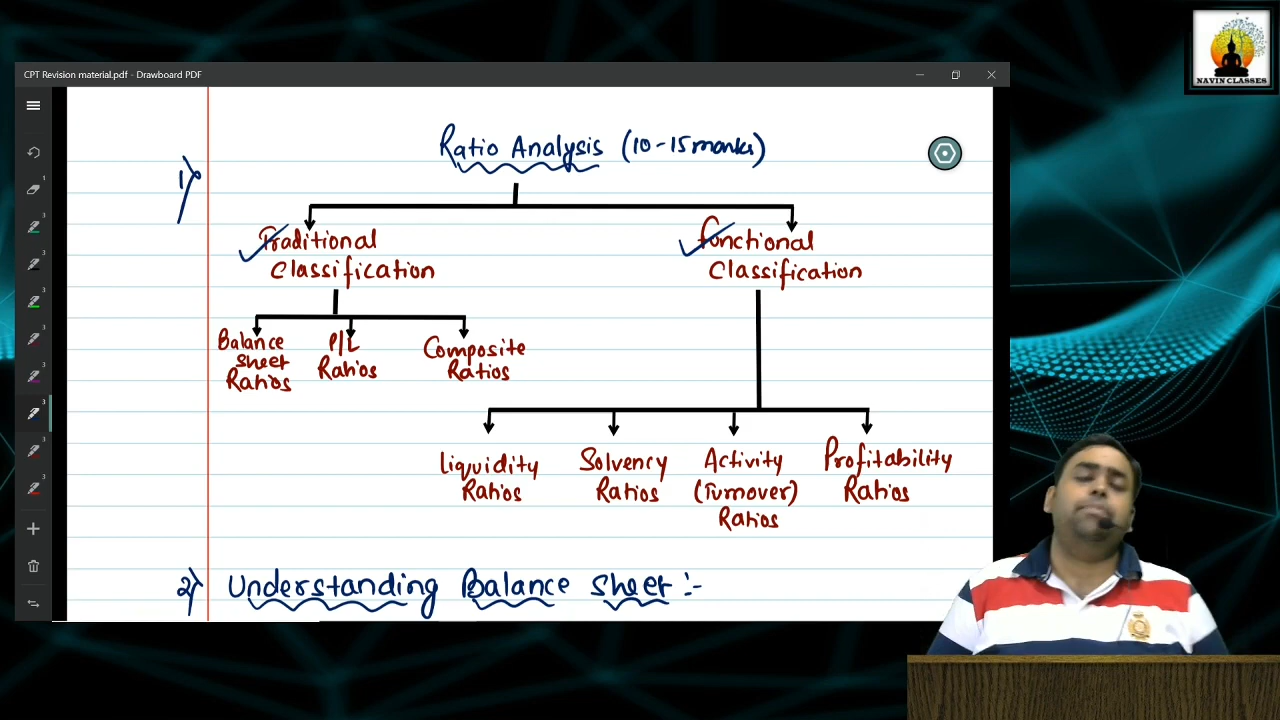 NAVIN CLASSES
CPT Revision material.pdf - Drawboard PDF
Ratio Analysis (10-15 marks)
1)
Traditional
Classification
Functional
Classification
Balance
Sheet
Ratios
P/L
Ratios
Composite
Ratios
Liquidity
Ratios
Solvency
Ratios
Activity
(Turnover)
Ratios
Profitability
Ratios
2) Understanding Balance Sheet :-